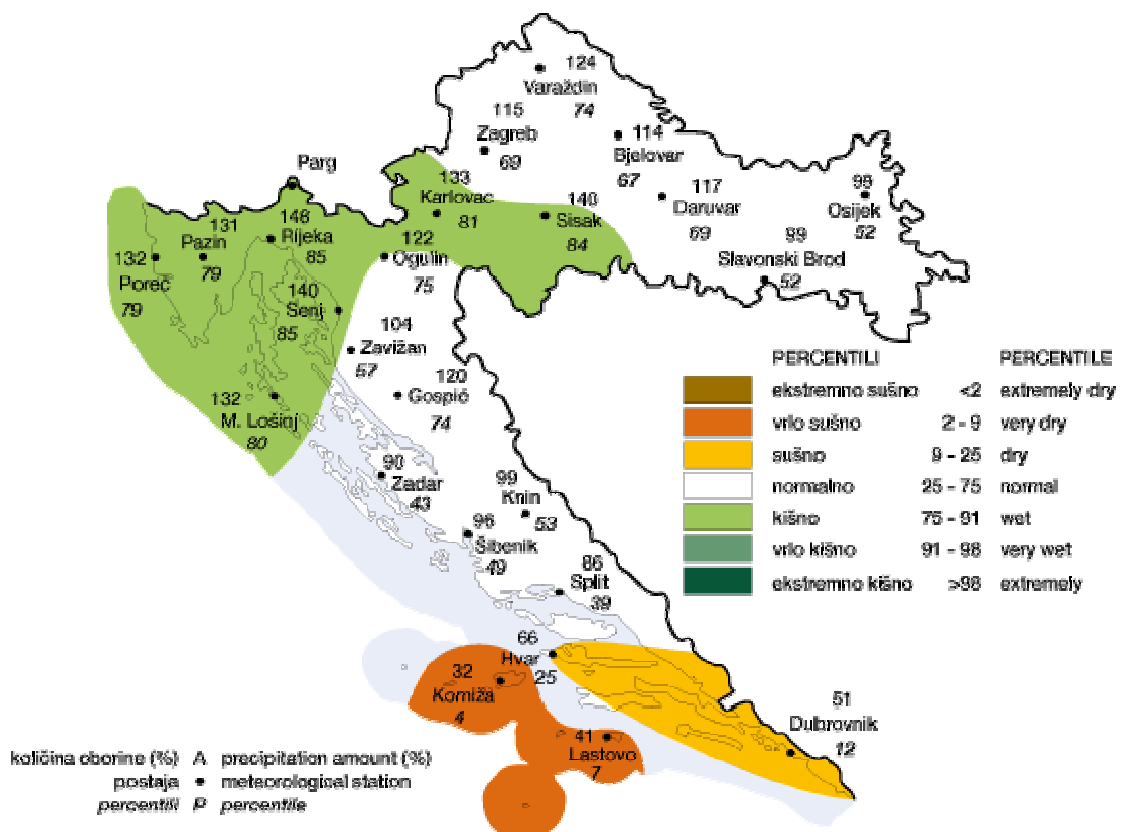 124
Varaždin
74
115
Zagreb
69
114
Bjelovar
67
Parg
133
Karlovac
81
140
Sisak
84
117
Daruvar
69
99
Osijek
52
99
Slavonski Brod
52
131
Pazin
79
146
Rijeka
85
132
Poreč
79
122
Ogulin
75
140
Senj
85
104
Zavižan
57
120
Gospić
74
132
M. Lošinj
80
90
Zadar
43
99
Knin
53
96
Šibenik
49
86
Split
39
66
Hvar
25
32
Komiža
4
41
Lastovo
7
51
Dubrovnik
12
PERCENTILI PERCENTILE
ekstremno sušno <2 extremely dry
vrlo sušno 2 - 9 very dry
sušno 9 - 25 dry
normalno 25 - 75 normal
kišno 75 - 91 wet
vrlo kišno 91 - 98 very wet
ekstremno kišno >98 extremely
količina oborine (%) A precipitation amount (%)
postaja • meteorological station
percentili P percentile